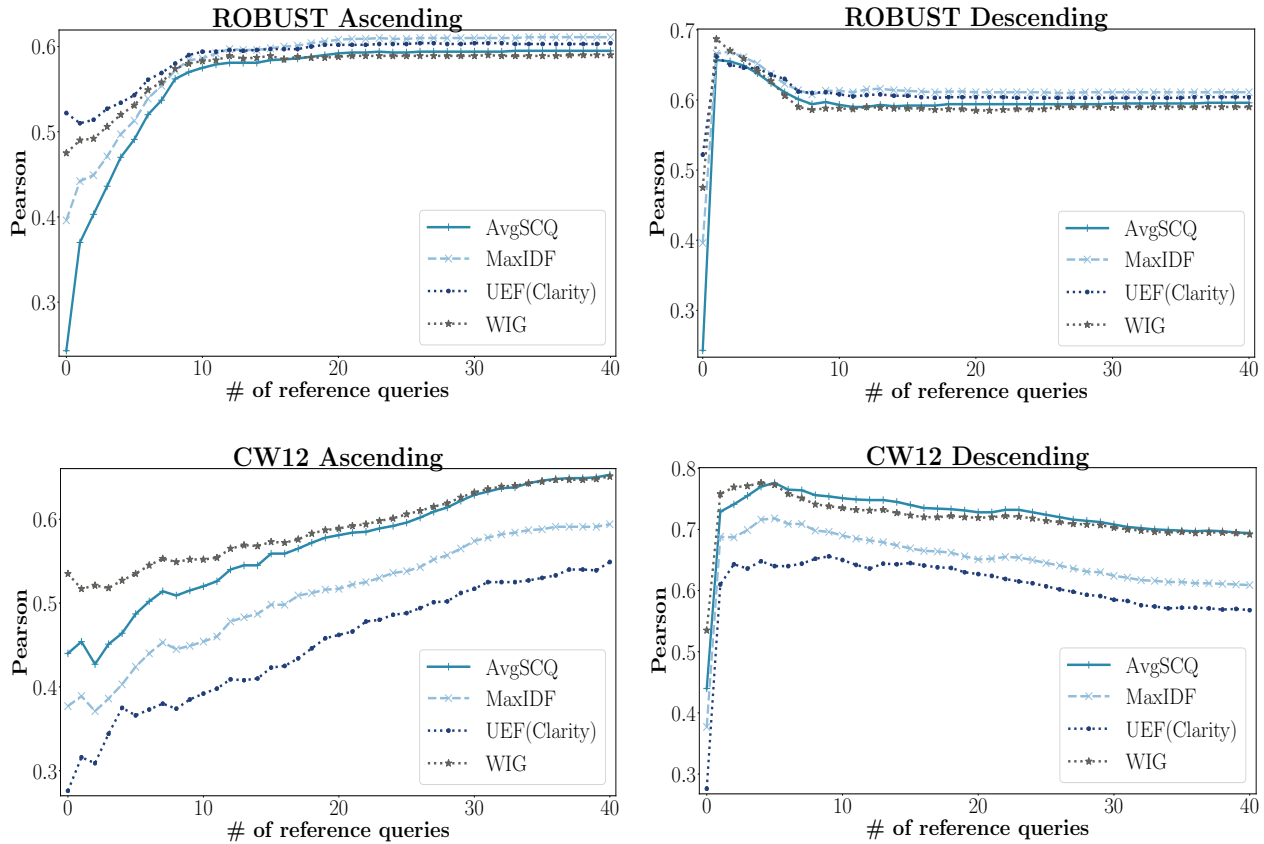 ROBUST Ascending
Pearson
0.6
0.5
0.4
0.3
AvgSCQ
MaxIDF
UEF(Clarity)
WIG
0 10 20 30 40
# of reference queries
ROBUST Descending
Pearson
0.7
0.6
0.5
0.4
0.3
AvgSCQ
MaxIDF
UEF(Clarity)
WIG
0 10 20 30 40
# of reference queries
CW12 Ascending
Pearson
0.6
0.5
0.4
0.3
AvgSCQ
MaxIDF
UEF(Clarity)
WIG
0 10 20 30 40
# of reference queries
CW12 Descending
Pearson
0.8
0.7
0.6
0.5
0.4
0.3
AvgSCQ
MaxIDF
UEF(Clarity)
WIG
0 10 20 30 40
# of reference queries